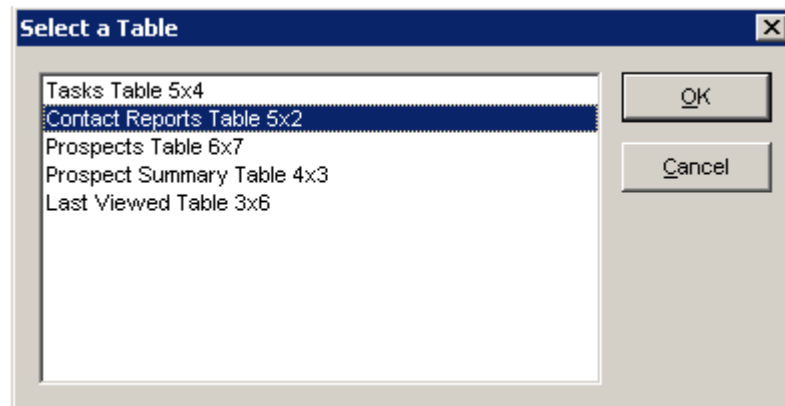 Select a Table
Tasks Table 5x4
Contact Reports Table 5x2
Prospects Table 6x7
Prospect Summary Table 4x3
Last Viewed Table 3x6
OK
Cancel